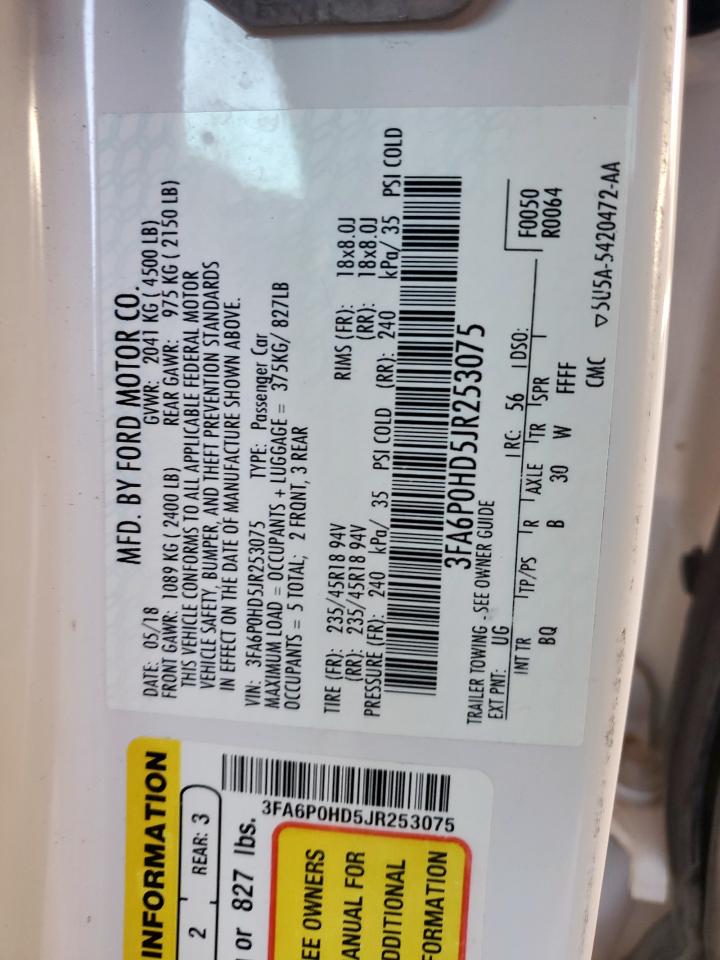 MFD. BY FORD MOTOR CO.
DATE: 05/18 GVWR: 2041 KG ( 4500 LB)
FRONT GAWR: 1089 KG ( 2400 LB) REAR GAWR: 975 KG ( 2150 LB)
THIS VEHICLE CONFORMS TO ALL APPLICABLE FEDERAL MOTOR
VEHICLE SAFETY, BUMPER, AND THEFT PREVENTION STANDARDS
IN EFFECT ON THE DATE OF MANUFACTURE SHOWN ABOVE.
VIN: 3FA6P0HD5JR253075 TYPE: Passenger Car
MAXIMUM LOAD = OCCUPANTS + LUGGAGE = 375KG/ 827LB
OCCUPANTS = 5 TOTAL; 2 FRONT, 3 REAR
TIRE (FR): 235/45R18 94V RIMS (FR): 18x8.0J
(RR): 235/45R18 94V (RR): 18x8.0J
PRESSURE (FR): 240 kPa/ 35 PSI COLD (RR): 240 kPa/ 35 PSI COLD
3FA6P0HD5JR253075
TRAILER TOWING - SEE OWNER GUIDE
EXT PNT: UG RC: 56 DSO: F0050
R0064
INT TR TP/PS R AXLE TR SPR
BQ B 30 W FFFF
CMC ▽5U5A-5420472-AA
INFORMATION
2 REAR: 3
or 827 lbs.
3FA6P0HD5JR253075
EE OWNERS
ANUAL FOR
DDITIONAL
FORMATION